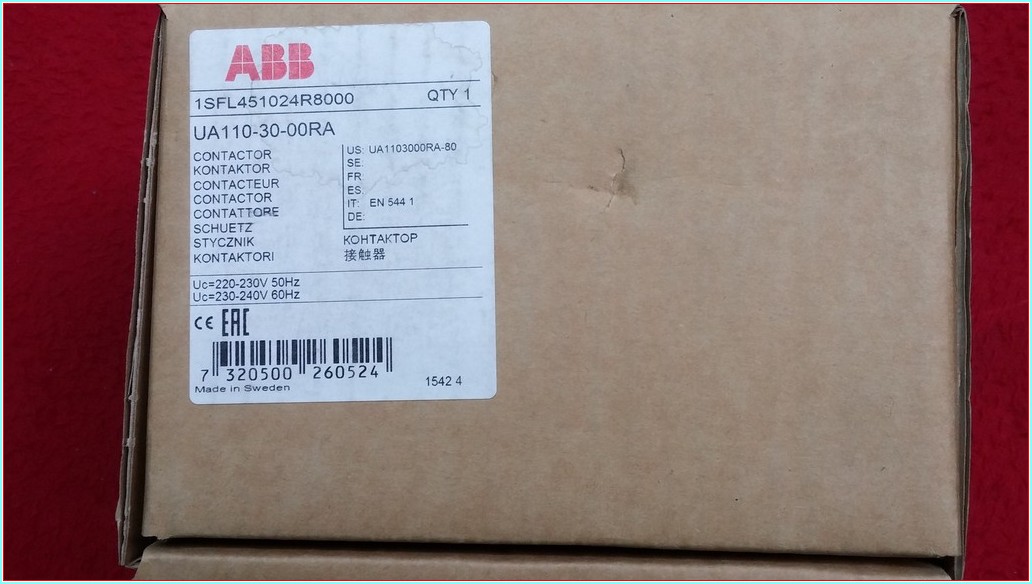 ABB
1SFL451024R8000 QTY 1
UA110-30-00RA
CONTACTOR
KONTAKTOR
CONTACTEUR
CONTACTOR
CONTATTORE
SCHUETZ
STYCZNIK
KONTAKTORI
US: UA1103000RA-80
SE:
FR:
ES:
IT: EN 544 1
DE:
КОНТАКТОР
接触器
Uc=220-230V 50Hz
Uc=230-240V 60Hz
CE EAC
7 320500 260524
Made in Sweden
1542 4